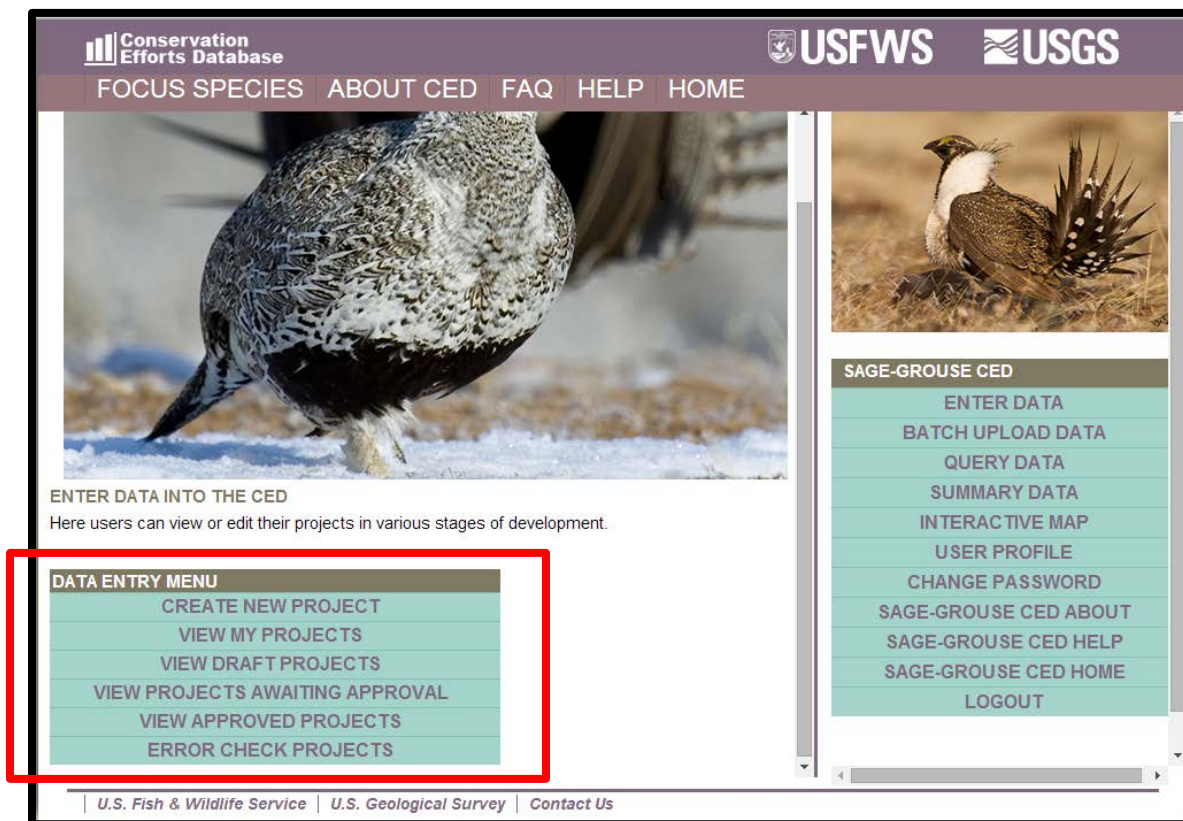 Conservation
Efforts Database
USFWS
USGS
FOCUS SPECIES ABOUT CED FAQ HELP HOME
ENTER DATA INTO THE CED
Here users can view or edit their projects in various stages of development.
DATA ENTRY MENU
CREATE NEW PROJECT
VIEW MY PROJECTS
VIEW DRAFT PROJECTS
VIEW PROJECTS AWAITING APPROVAL
VIEW APPROVED PROJECTS
ERROR CHECK PROJECTS
SAGE-GROUSE CED
ENTER DATA
BATCH UPLOAD DATA
QUERY DATA
SUMMARY DATA
INTERACTIVE MAP
USER PROFILE
CHANGE PASSWORD
SAGE-GROUSE CED ABOUT
SAGE-GROUSE CED HELP
SAGE-GROUSE CED HOME
LOGOUT
| U.S. Fish & Wildlife Service | U.S. Geological Survey | Contact Us